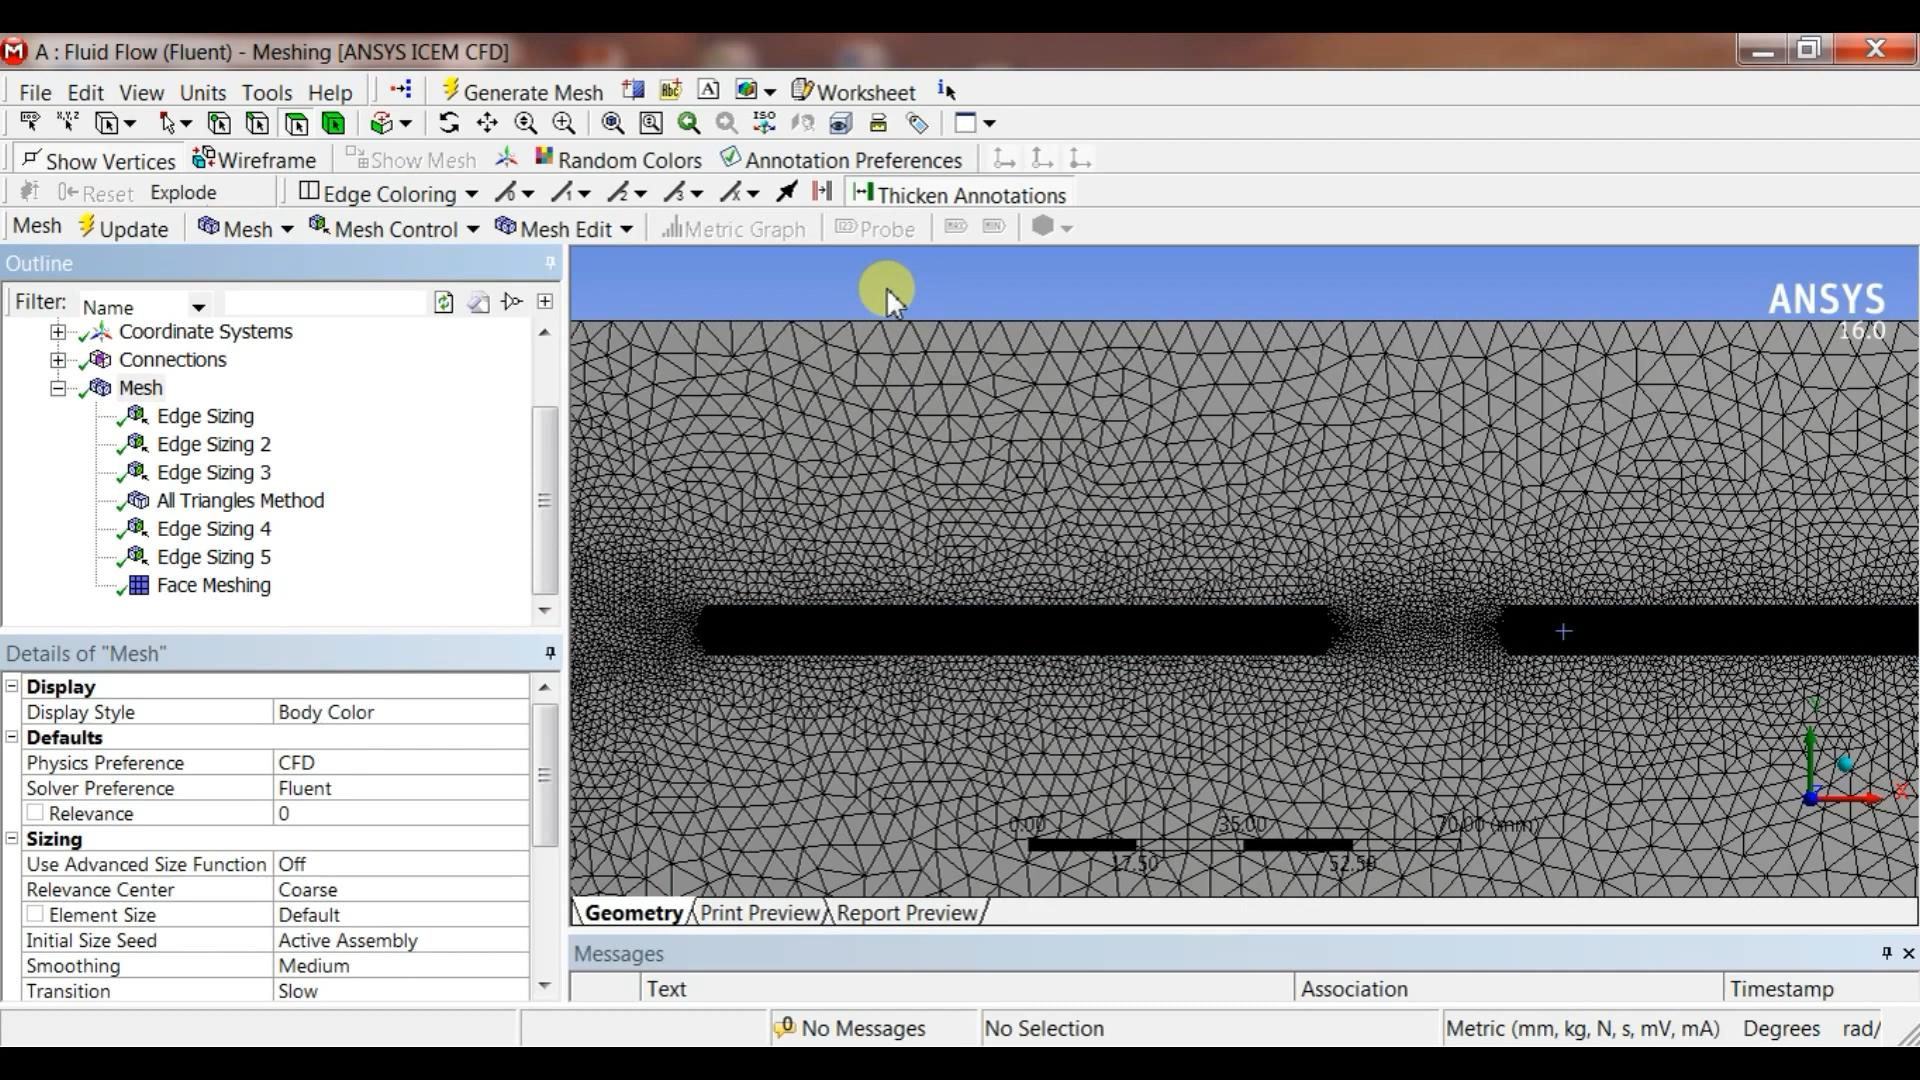 A : Fluid Flow (Fluent) - Meshing [ANSYS ICEM CFD]
File Edit View Units Tools Help Generate Mesh Worksheet
Show Vertices Wireframe Show Mesh Random Colors Annotation Preferences
Reset Explode Edge Coloring Thicken Annotations
Mesh Update Mesh Mesh Control Mesh Edit Metric Graph Probe
Outline
Filter: Name
Coordinate Systems
Connections
Mesh
Edge Sizing
Edge Sizing 2
Edge Sizing 3
All Triangles Method
Edge Sizing 4
Edge Sizing 5
Face Meshing
Details of "Mesh"
Display
Display Style Body Color
Defaults
Physics Preference CFD
Solver Preference Fluent
Relevance 0
Sizing
Use Advanced Size Function Off
Relevance Center Coarse
Element Size Default
Initial Size Seed Active Assembly
Smoothing Medium
Transition Slow
ANSYS
16.0
Y
X
0.00 35.00 70.00 (mm)
17.50 52.50
Geometry Print Preview Report Preview
Messages
Text Association Timestamp
No Messages No Selection Metric (mm, kg, N, s, mV, mA) Degrees rad/